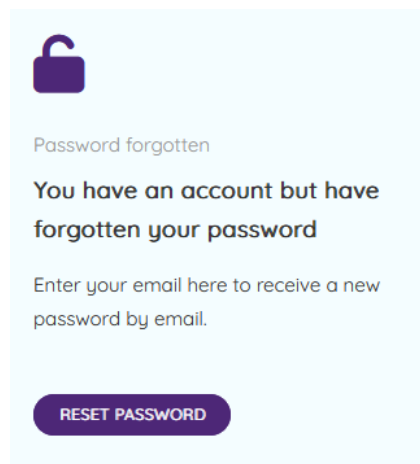 Password forgotten
You have an account but have
forgotten your password
Enter your email here to receive a new
password by email.
RESET PASSWORD